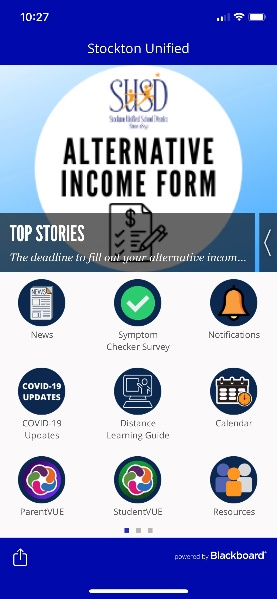 10:27
Stockton Unified
SUSD
Stockton Unified School District
ALTERNATIVE
INCOME FORM
$
TOP STORIES
The deadline to fill out your alternative incom...
NEWS
News
Symptom
Checker Survey
Notifications
COVID-19
UPDATES
COVID-19
Updates
Distance
Learning Guide
Calendar
ParentVUE
StudentVUE
Resources
powered by Blackboard